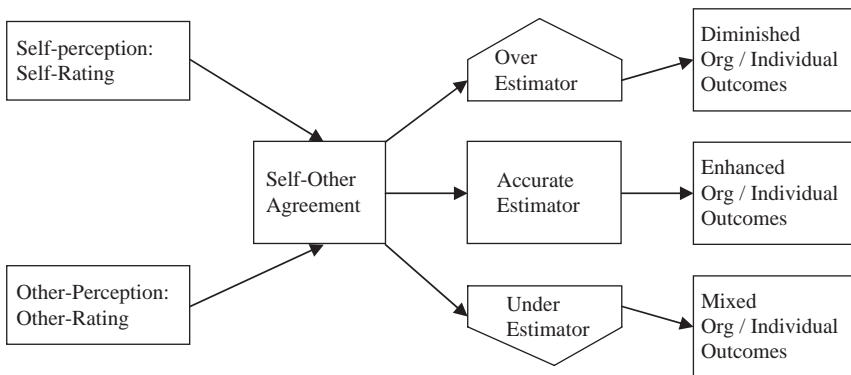 Self-perception:
Self-Rating
Other-Perception:
Other-Rating
Self-Other
Agreement
Over
Estimator
Accurate
Estimator
Under
Estimator
Diminished
Org / Individual
Outcomes
Enhanced
Org / Individual
Outcomes
Mixed
Org / Individual
Outcomes